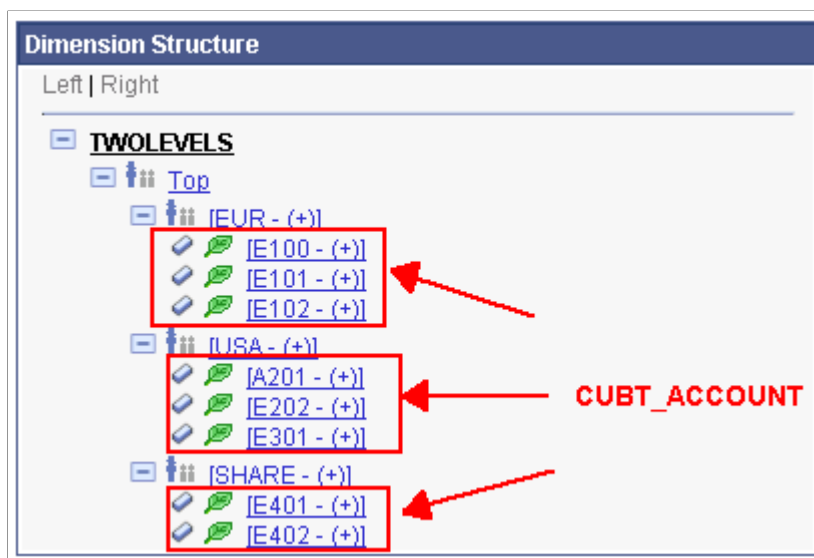 Dimension Structure
Left | Right
TWOLEVELS
Top
[EUR - (+)]
[E100 - (+)]
[E101 - (+)]
[E102 - (+)]
[USA - (+)]
[A201 - (+)]
[E202 - (+)]
[E301 - (+)]
CUBT_ACCOUNT
[SHARE - (+)]
[E401 - (+)]
[E402 - (+)]